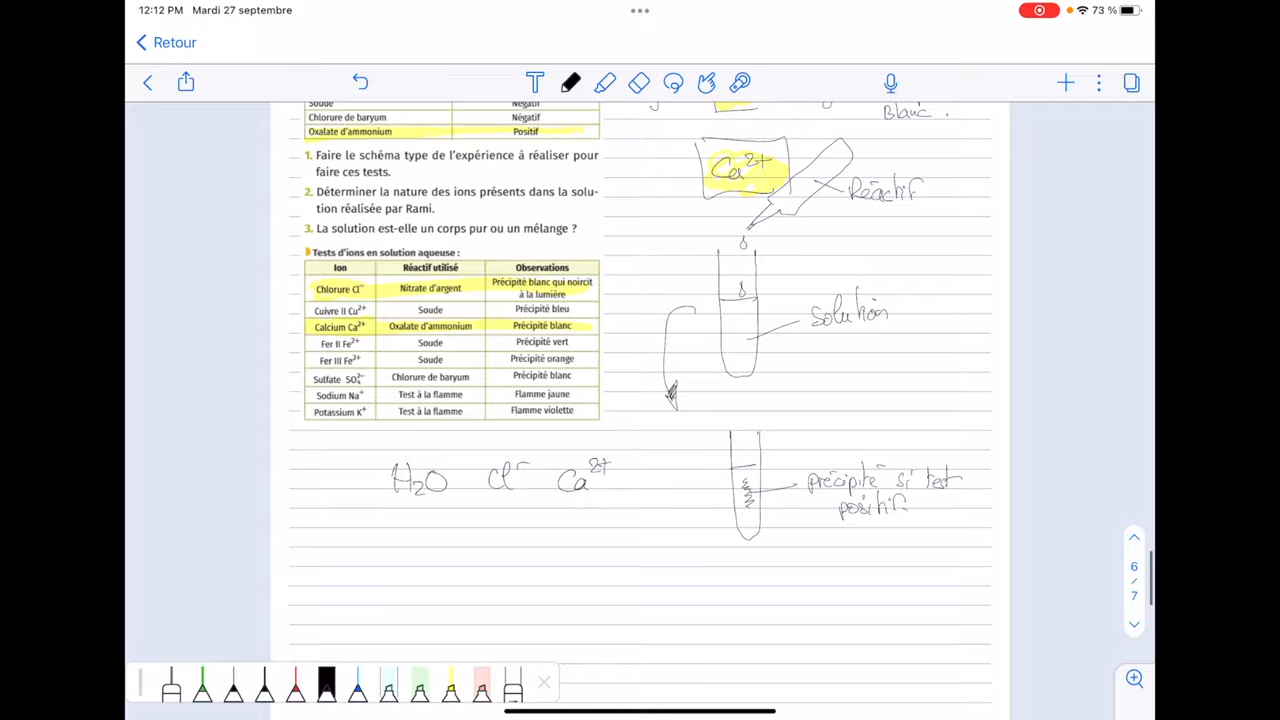 12:12 PM Mardi 27 septembre
73 %
Retour
Soude Négatif
Chlorure de baryum Négatif
Oxalate d'ammonium Positif
1. Faire le schéma type de l'expérience à réaliser pour
faire ces tests.
2. Déterminer la nature des ions présents dans la solu-
tion réalisée par Rami.
3. La solution est-elle un corps pur ou un mélange ?
Tests d'ions en solution aqueuse :
Ion Réactif utilisé Observations
Chlorure Cl⁻ Nitrate d'argent Précipité blanc qui noircit
à la lumière
Cuivre II Cu²⁺ Soude Précipité bleu
Calcium Ca²⁺ Oxalate d'ammonium Précipité blanc
Fer II Fe²⁺ Soude Précipité vert
Fer III Fe³⁺ Soude Précipité orange
Sulfate SO₄²⁻ Chlorure de baryum Précipité blanc
Sodium Na⁺ Test à la flamme Flamme jaune
Potassium K⁺ Test à la flamme Flamme violette
Blanc.
Ca²⁺
Réactif
solution
H₂O Cl⁻ Ca²⁺
précipité si test
positif
6
/
7